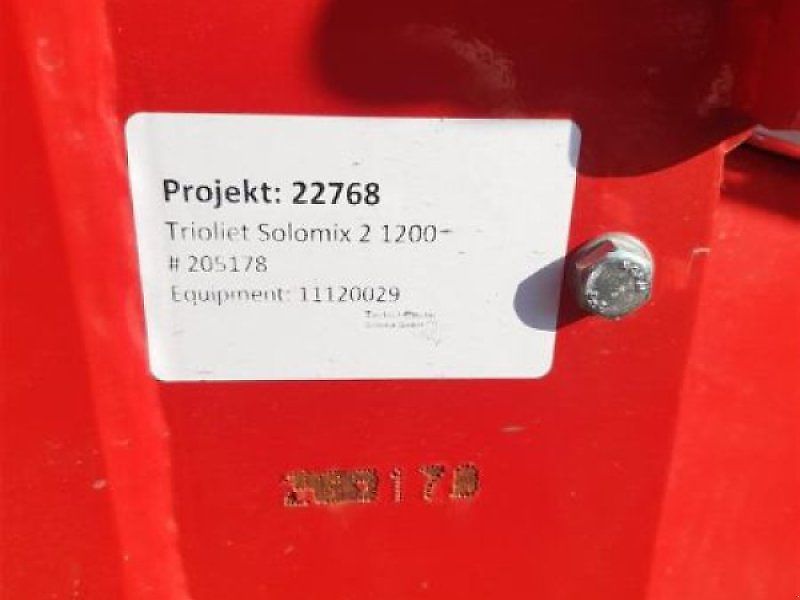 Projekt: 22768
Trioliet Solomix 2 1200
# 205178
Equipment: 11120029